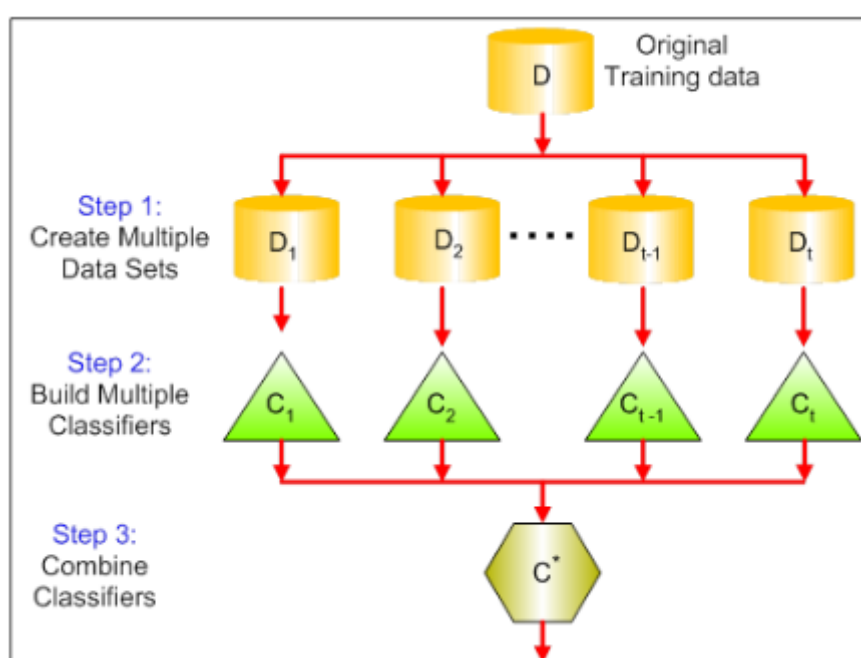 Original
Training data
D
Step 1:
Create Multiple
Data Sets
D1
D2
....
Dt-1
Dt
Step 2:
Build Multiple
Classifiers
C1
C2
Ct-1
Ct
Step 3:
Combine
Classifiers
C*